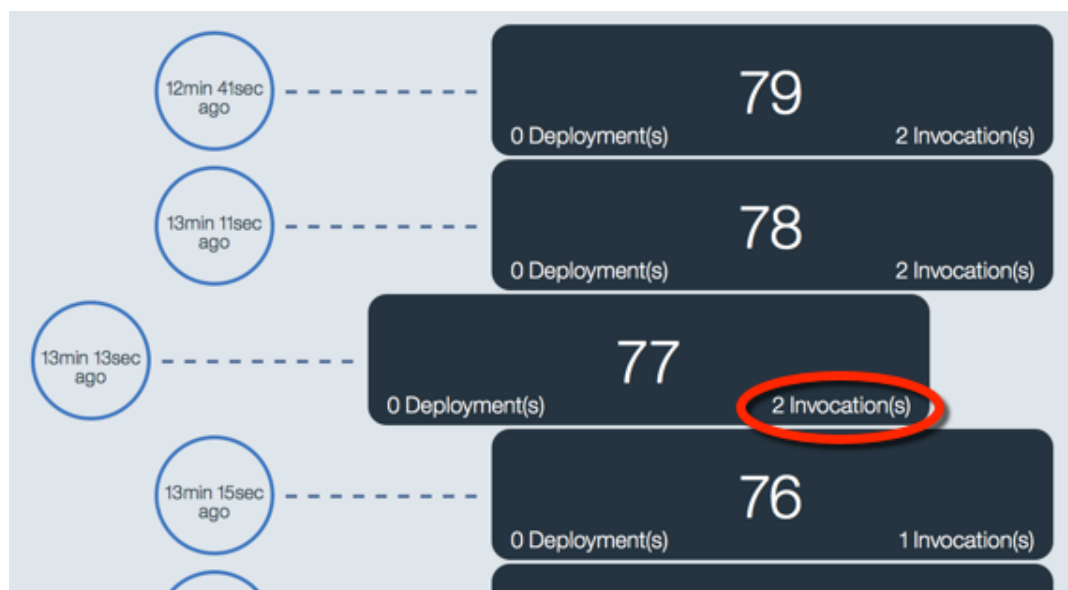 12min 41sec
ago
79
0 Deployment(s) 2 Invocation(s)
13min 11sec
ago
78
0 Deployment(s) 2 Invocation(s)
13min 13sec
ago
77
0 Deployment(s) 2 Invocation(s)
13min 15sec
ago
76
0 Deployment(s) 1 Invocation(s)